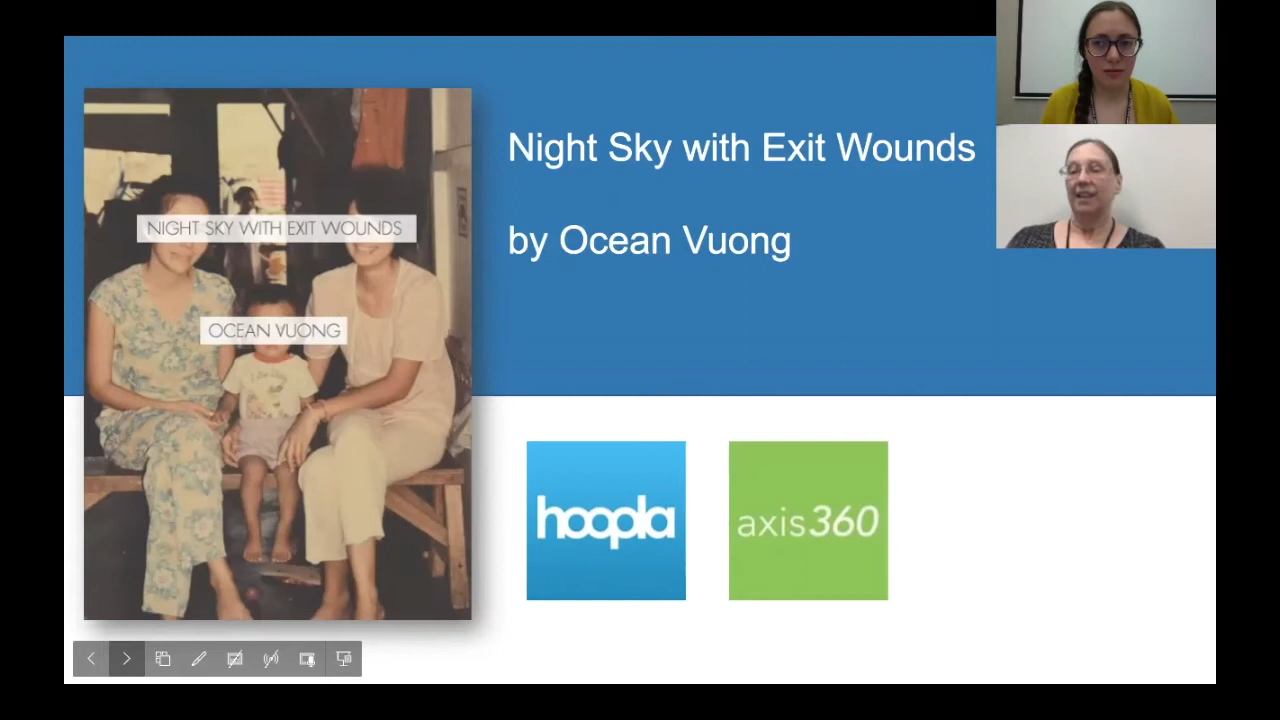 NIGHT SKY WITH EXIT WOUNDS
OCEAN VUONG
Night Sky with Exit Wounds
by Ocean Vuong
hoopla
axis360